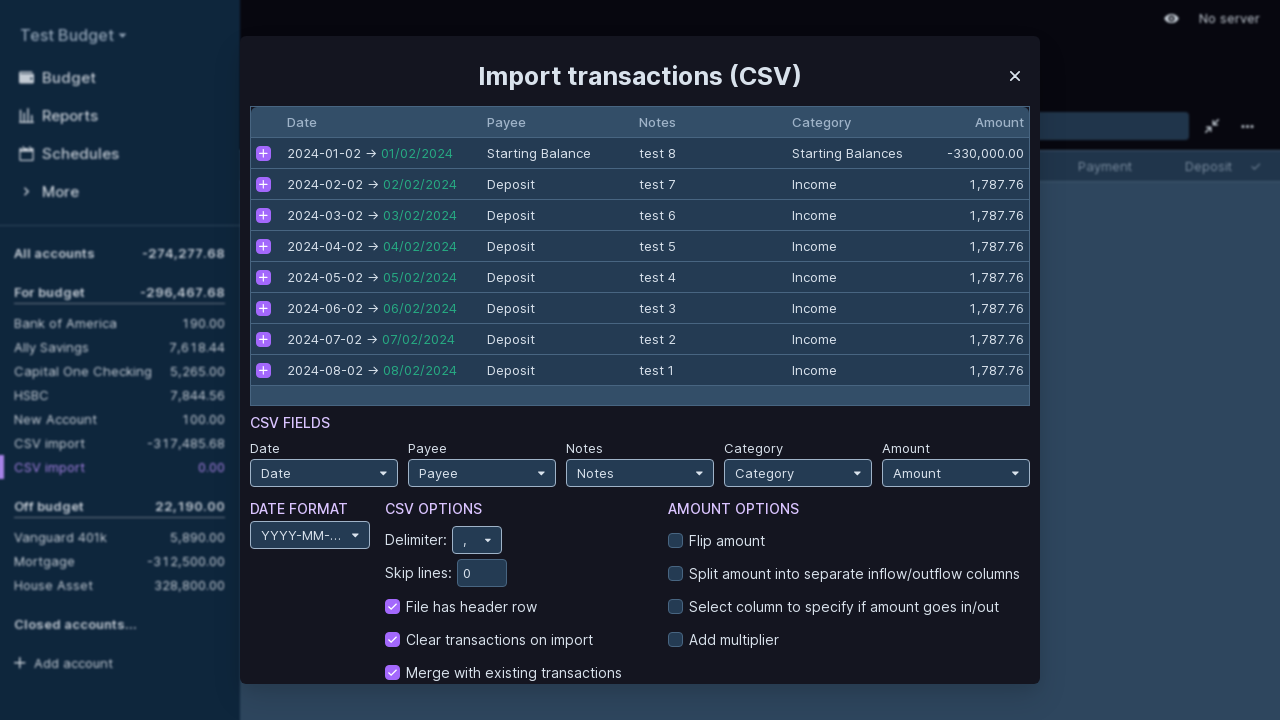 Test Budget
No server
Budget
Reports
Schedules
More
All accounts -274,277.68
For budget -296,467.68
Bank of America 190.00
Ally Savings 7,618.44
Capital One Checking 5,265.00
HSBC 7,844.56
New Account 100.00
CSV import -317,485.68
CSV import 0.00
Off budget 22,190.00
Vanguard 401k 5,890.00
Mortgage -312,500.00
House Asset 328,800.00
Closed accounts...
Add account
Payment Deposit
Import transactions (CSV)
Date Payee Notes Category Amount
2024-01-02 → 01/02/2024 Starting Balance test 8 Starting Balances -330,000.00
2024-02-02 → 02/02/2024 Deposit test 7 Income 1,787.76
2024-03-02 → 03/02/2024 Deposit test 6 Income 1,787.76
2024-04-02 → 04/02/2024 Deposit test 5 Income 1,787.76
2024-05-02 → 05/02/2024 Deposit test 4 Income 1,787.76
2024-06-02 → 06/02/2024 Deposit test 3 Income 1,787.76
2024-07-02 → 07/02/2024 Deposit test 2 Income 1,787.76
2024-08-02 → 08/02/2024 Deposit test 1 Income 1,787.76
CSV FIELDS
Date Payee Notes Category Amount
Date Payee Notes Category Amount
DATE FORMAT
YYYY-MM-...
CSV OPTIONS
Delimiter: ,
Skip lines: 0
File has header row
Clear transactions on import
Merge with existing transactions
AMOUNT OPTIONS
Flip amount
Split amount into separate inflow/outflow columns
Select column to specify if amount goes in/out
Add multiplier